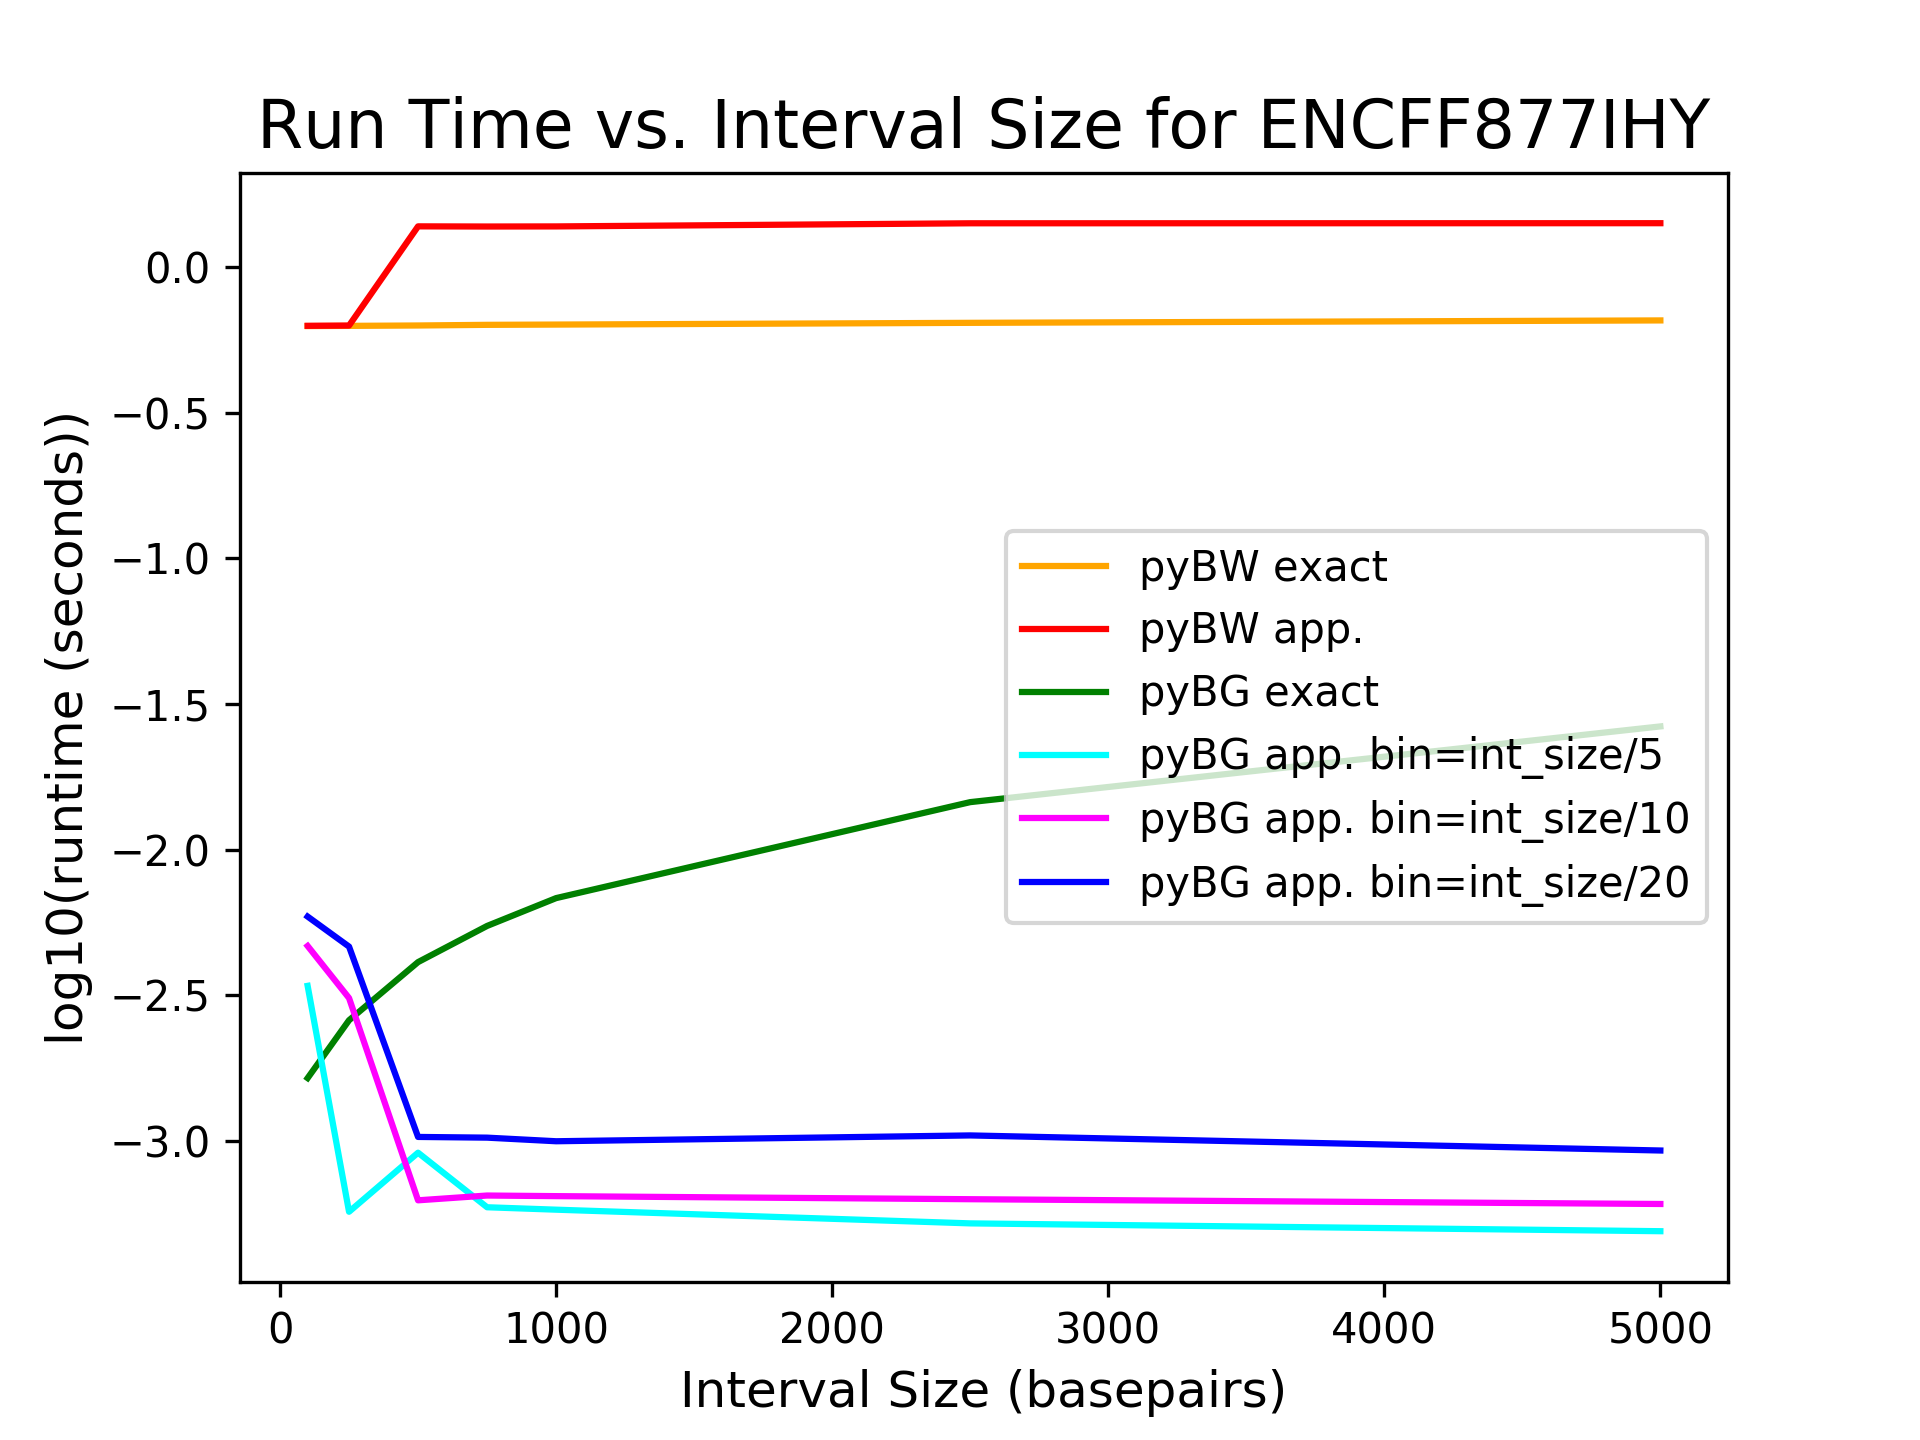 Run Time vs. Interval Size for ENCFF877IHY
log10(runtime (seconds))
0.0
−0.5
−1.0
−1.5
−2.0
−2.5
−3.0
pyBW exact
pyBW app.
pyBG exact
pyBG app. bin=int_size/5
pyBG app. bin=int_size/10
pyBG app. bin=int_size/20
0 1000 2000 3000 4000 5000
Interval Size (basepairs)